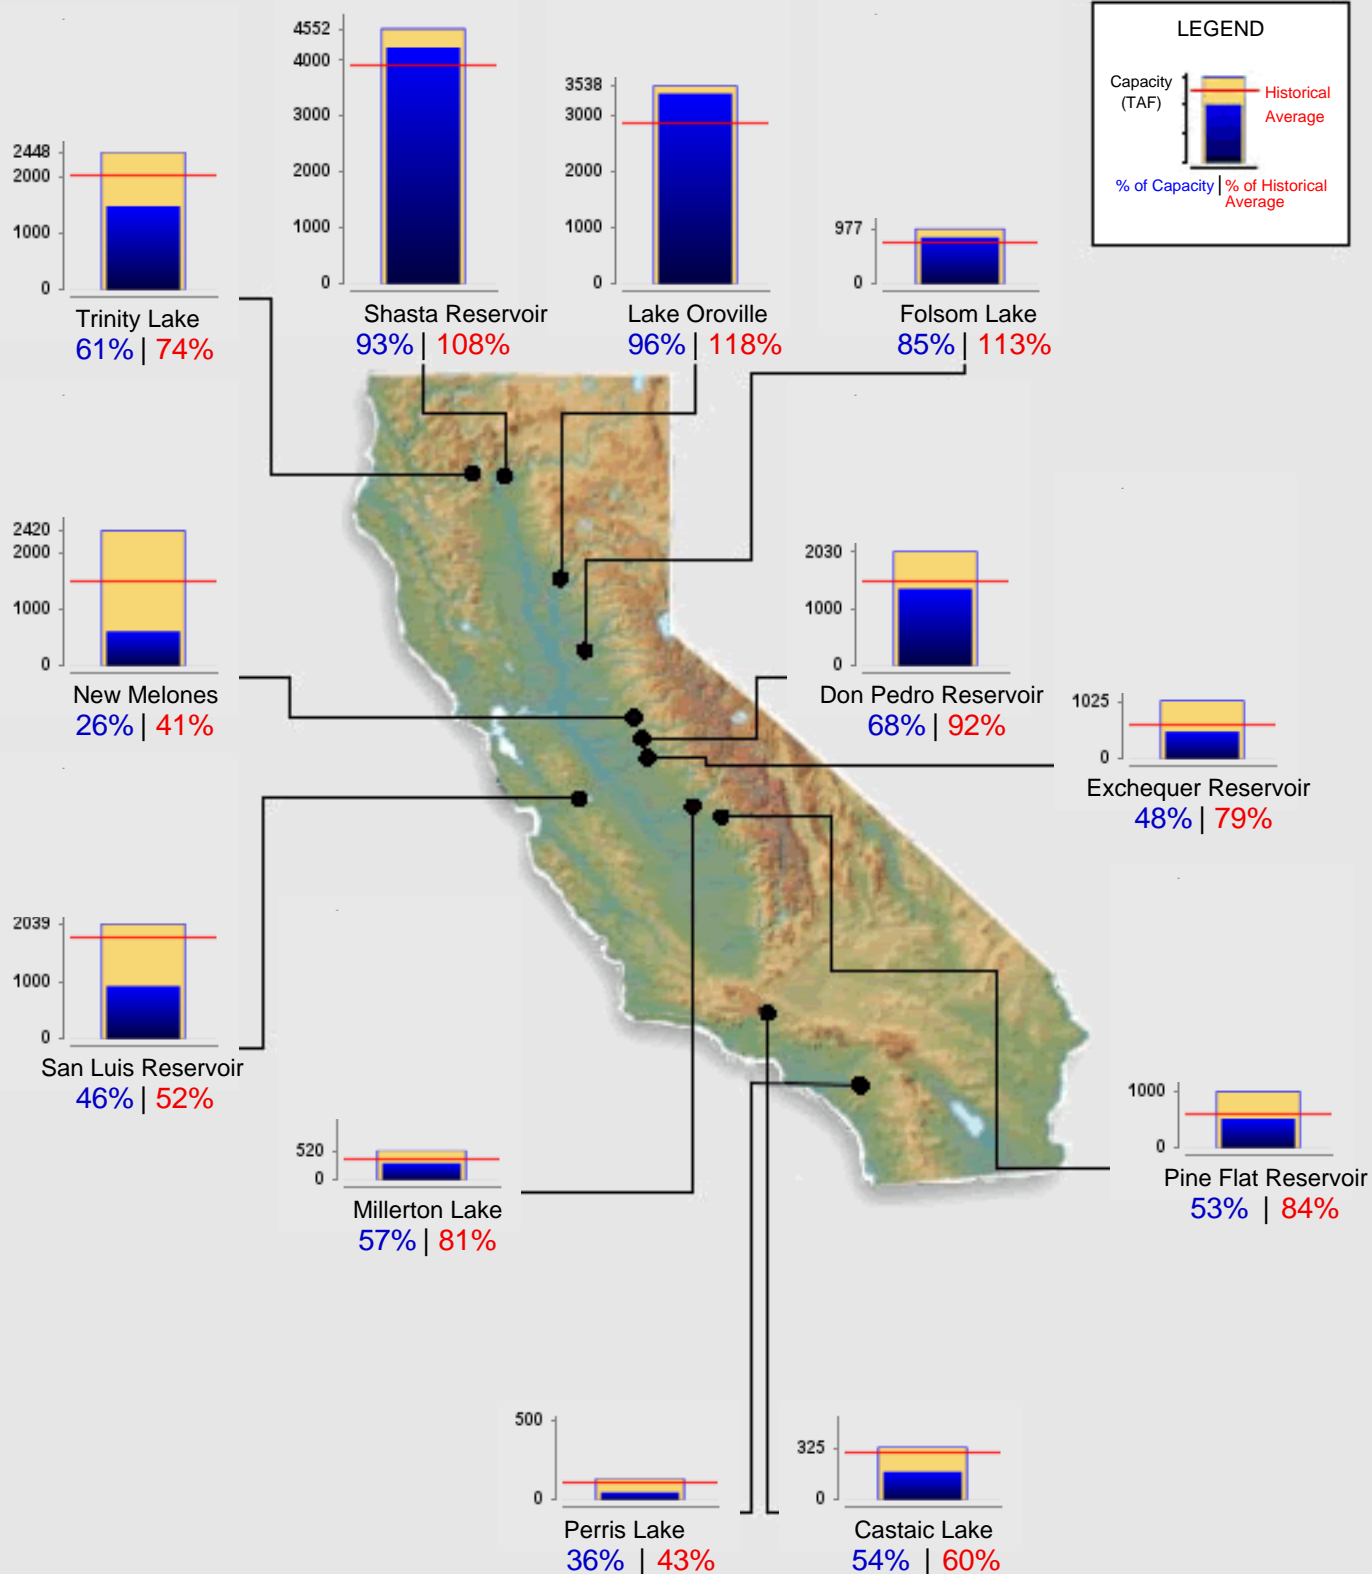 LEGEND
Capacity
(TAF)
Historical
Average
% of Capacity | % of Historical
Average
2448
2000
1000
0
Trinity Lake
61% | 74%
4552
4000
3000
2000
1000
0
Shasta Reservoir
93% | 108%
3538
3000
2000
1000
0
Lake Oroville
96% | 118%
977
0
Folsom Lake
85% | 113%
2420
2000
1000
0
New Melones
26% | 41%
2030
1000
0
Don Pedro Reservoir
68% | 92%
1025
0
Exchequer Reservoir
48% | 79%
2039
1000
0
San Luis Reservoir
46% | 52%
520
0
Millerton Lake
57% | 81%
1000
0
Pine Flat Reservoir
53% | 84%
500
0
Perris Lake
36% | 43%
325
0
Castaic Lake
54% | 60%